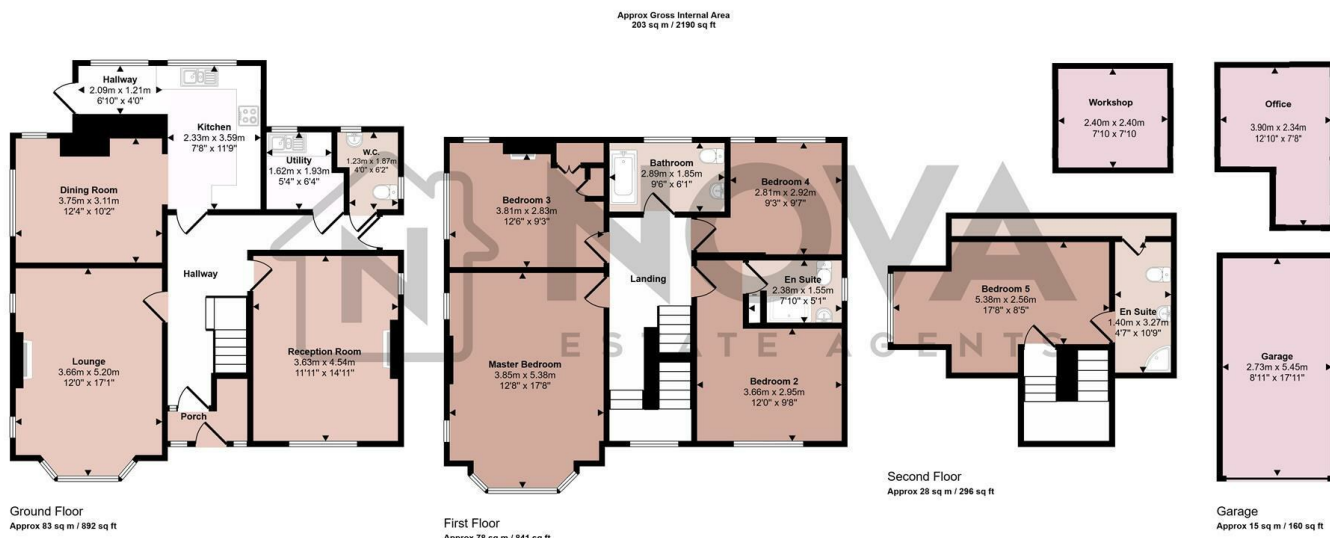 Approx Gross Internal Area
203 sq m / 2190 sq ft
Hallway
2.09m x 1.21m
6'10" x 4'0"
Kitchen
2.33m x 3.59m
7'8" x 11'9"
Utility
1.62m x 1.93m
5'4" x 6'4"
W.C.
1.23m x 1.87m
4'0" x 6'2"
Dining Room
3.75m x 3.11m
12'4" x 10'2"
Hallway
Lounge
3.66m x 5.20m
12'0" x 17'1"
Reception Room
3.63m x 4.54m
11'11" x 14'11"
Porch
Ground Floor
Approx 83 sq m / 892 sq ft
Bathroom
2.89m x 1.85m
9'6" x 6'1"
Bedroom 3
3.81m x 2.83m
12'6" x 9'3"
Bedroom 4
2.81m x 2.92m
9'3" x 9'7"
Landing
En Suite
2.38m x 1.55m
7'10" x 5'1"
Master Bedroom
3.85m x 5.38m
12'8" x 17'8"
Bedroom 2
3.66m x 2.95m
12'0" x 9'8"
First Floor
Approx 78 sq m / 841 sq ft
Bedroom 5
5.38m x 2.56m
17'8" x 8'5"
En Suite
1.40m x 3.27m
4'7" x 10'9"
Second Floor
Approx 28 sq m / 296 sq ft
Workshop
2.40m x 2.40m
7'10 x 7'10
Office
3.90m x 2.34m
12'10" x 7'8"
Garage
2.73m x 5.45m
8'11" x 17'11"
Garage
Approx 15 sq m / 160 sq ft
NOVA
ESTATE AGENTS